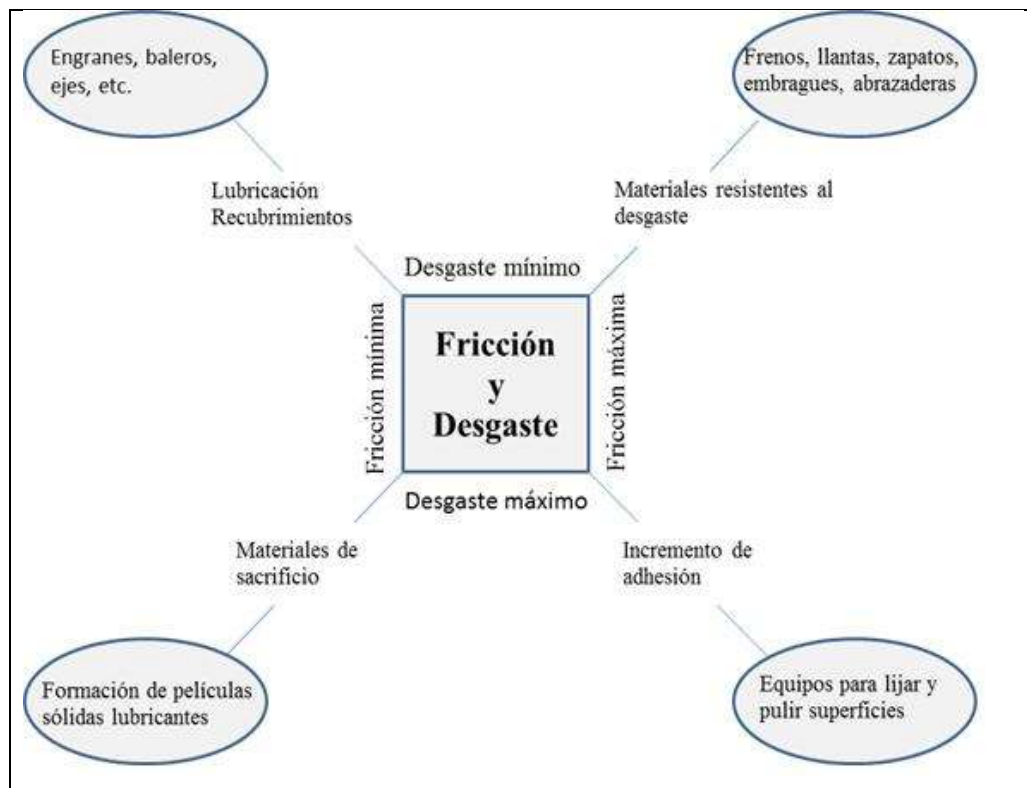 Engranes, baleros,
ejes, etc.
Frenos, llantas, zapatos,
embragues, abrazaderas
Lubricación
Recubrimientos
Materiales resistentes al
desgaste
Desgaste mínimo
Fricción mínima
Fricción
y
Desgaste
Fricción máxima
Desgaste máximo
Materiales de
sacrificio
Incremento de
adhesión
Formación de películas
sólidas lubricantes
Equipos para lijar y
pulir superficies